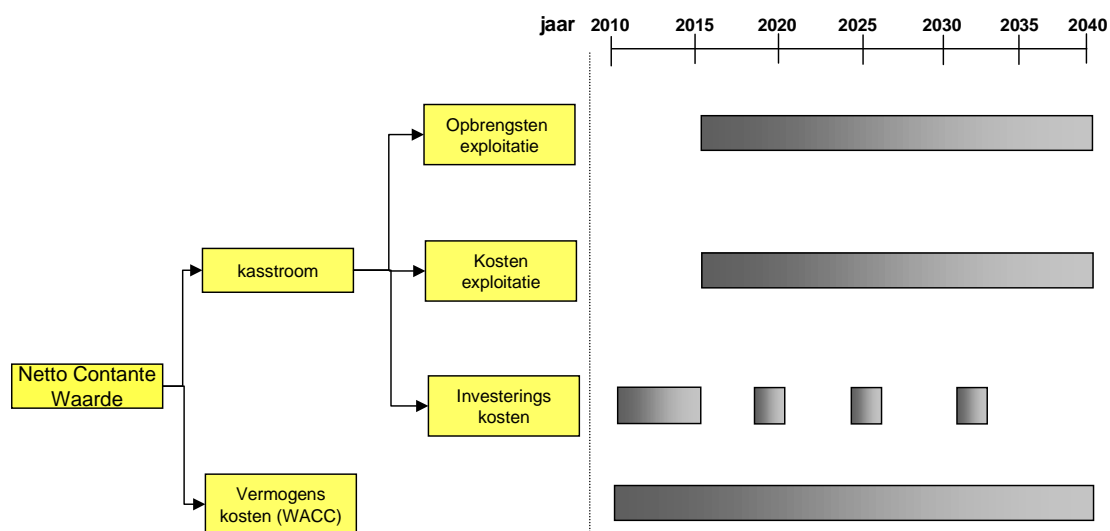 jaar 2010 2015 2020 2025 2030 2035 2040
Opbrengsten
exploitatie
kasstroom
Kosten
exploitatie
Netto Contante
Waarde
Investerings
kosten
Vermogens
kosten (WACC)